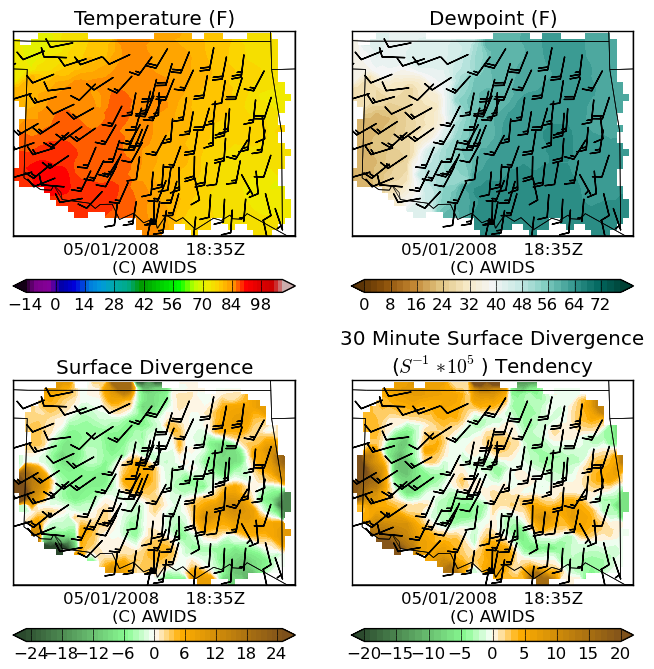 Temperature (F)
05/01/2008 18:35Z
(C) AWIDS
−14 0 14 28 42 56 70 84 98
Dewpoint (F)
05/01/2008 18:35Z
(C) AWIDS
0 8 16 24 32 40 48 56 64 72
Surface Divergence
05/01/2008 18:35Z
(C) AWIDS
−24 −18 −12 −6 0 6 12 18 24
30 Minute Surface Divergence
(S⁻¹ *10⁵ ) Tendency
05/01/2008 18:35Z
(C) AWIDS
−20 −15 −10 −5 0 5 10 15 20